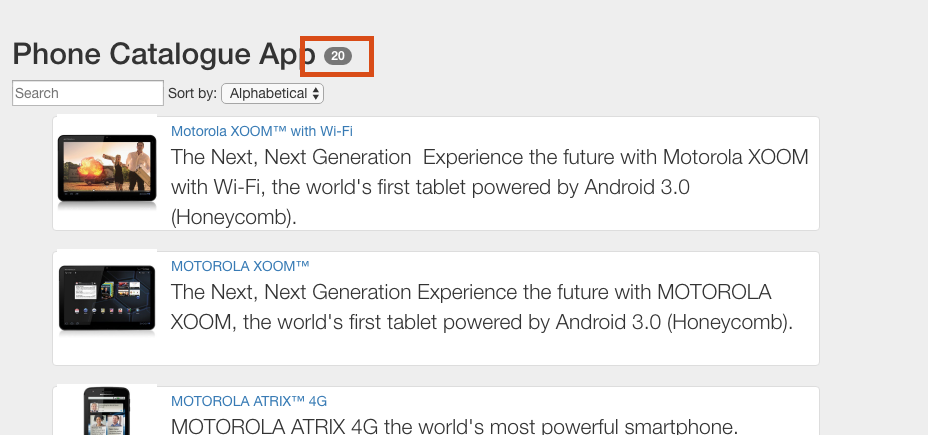 Phone Catalogue App 20
Search Sort by: Alphabetical
Motorola XOOM™ with Wi-Fi
The Next, Next Generation  Experience the future with Motorola XOOM
with Wi-Fi, the world's first tablet powered by Android 3.0
(Honeycomb).
MOTOROLA XOOM™
The Next, Next Generation Experience the future with MOTOROLA
XOOM, the world's first tablet powered by Android 3.0 (Honeycomb).
MOTOROLA ATRIX™ 4G
MOTOROLA ATRIX 4G the world's most powerful smartphone.